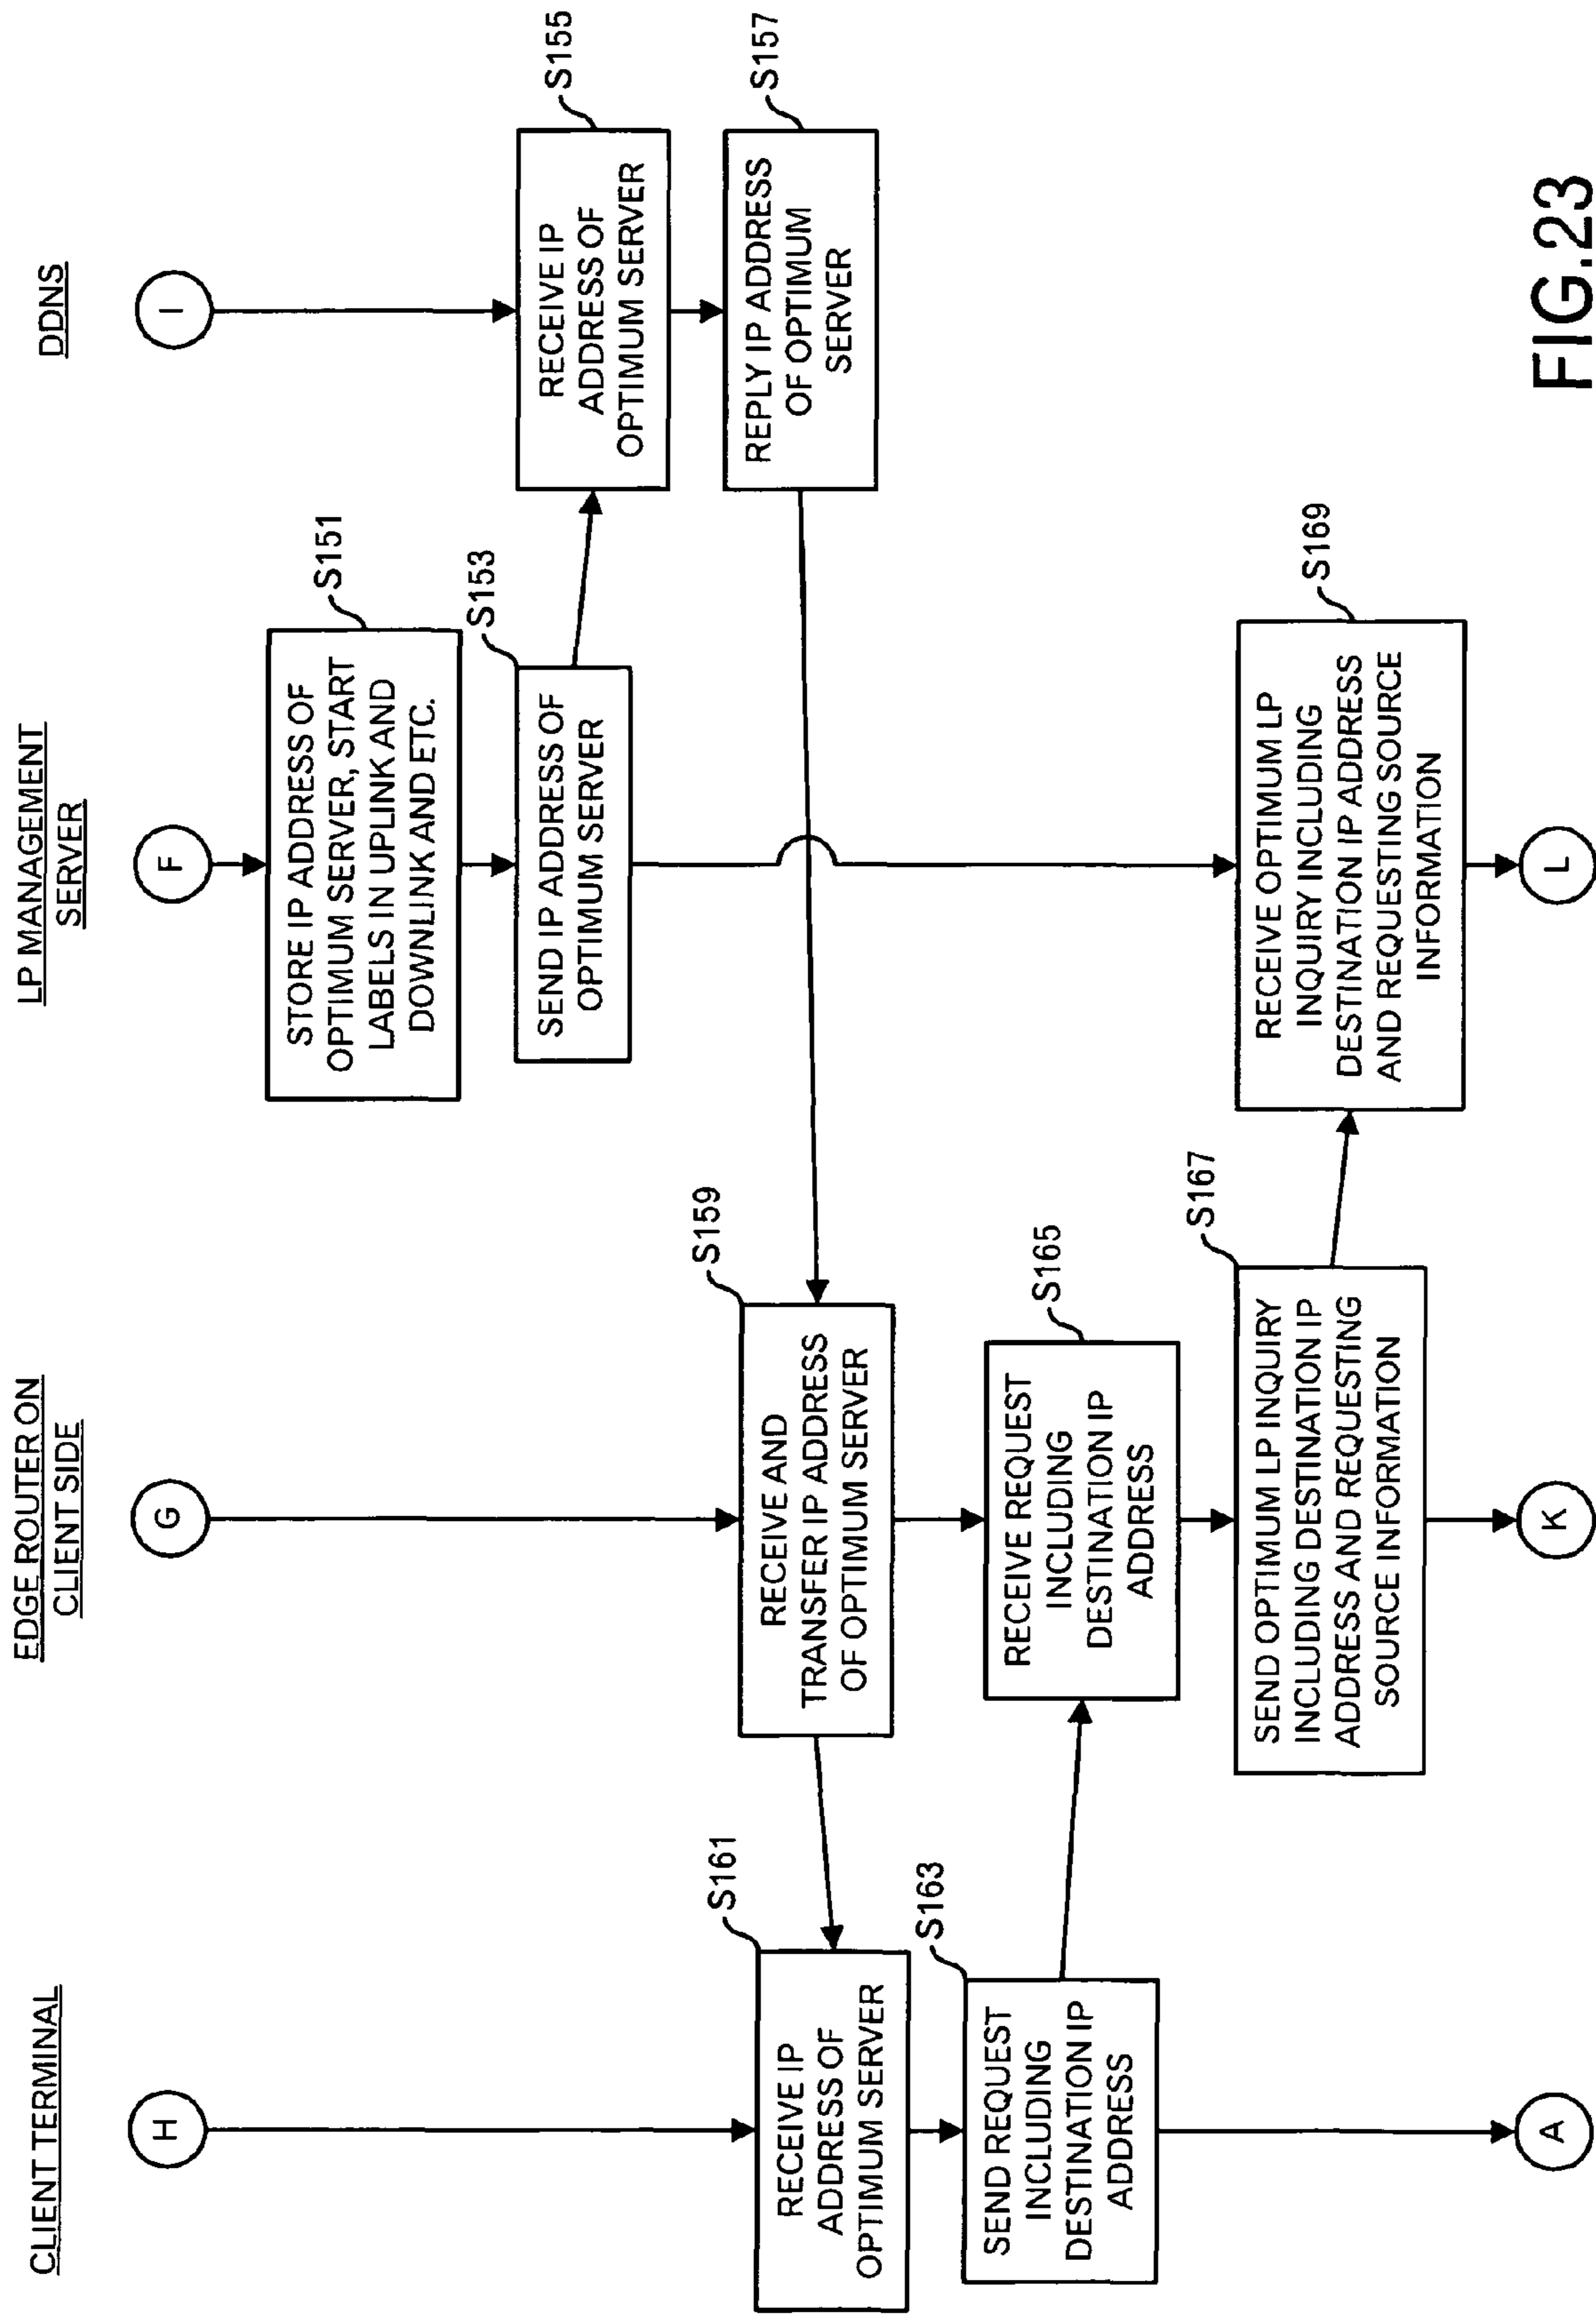 CLIENT TERMINAL
EDGE ROUTER ON
CLIENT SIDE
LP MANAGEMENT
SERVER
DDNS
H
G
F
I
STORE IP ADDRESS OF
OPTIMUM SERVER, START
LABELS IN UPLINK AND
DOWNLINK AND ETC.
S151
SEND IP ADDRESS OF
OPTIMUM SERVER
S153
RECEIVE IP
ADDRESS OF
OPTIMUM SERVER
S155
REPLY IP ADDRESS
OF OPTIMUM
SERVER
S157
RECEIVE AND
TRANSFER IP ADDRESS
OF OPTIMUM SERVER
S159
RECEIVE IP
ADDRESS OF
OPTIMUM SERVER
S161
SEND REQUEST
INCLUDING
DESTINATION IP
ADDRESS
S163
RECEIVE REQUEST
INCLUDING
DESTINATION IP
ADDRESS
S165
SEND OPTIMUM LP INQUIRY
INCLUDING DESTINATION IP
ADDRESS AND REQUESTING
SOURCE INFORMATION
S167
RECEIVE OPTIMUM LP
INQUIRY INCLUDING
DESTINATION IP ADDRESS
AND REQUESTING SOURCE
INFORMATION
S169
A
K
L
FIG.23